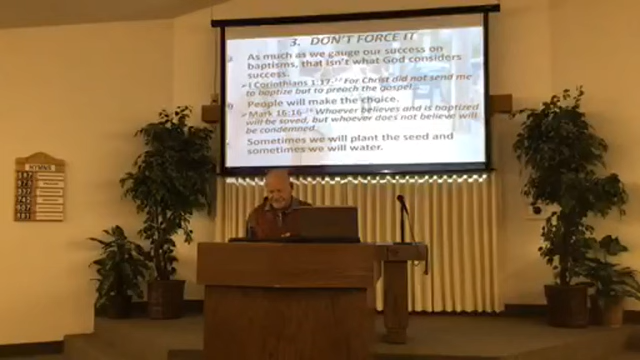 3. DON'T FORCE IT
As much as we gauge our success on
baptisms, that isn't what God considers
success.
I Corinthians 1:17 - 17 For Christ did not send me
to baptize but to preach the gospel...
People will make the choice.
Mark 16:16 - 16 Whoever believes and is baptized
will be saved, but whoever does not believe will
be condemned.
Sometimes we will plant the seed and
sometimes we will water.
HYMNS